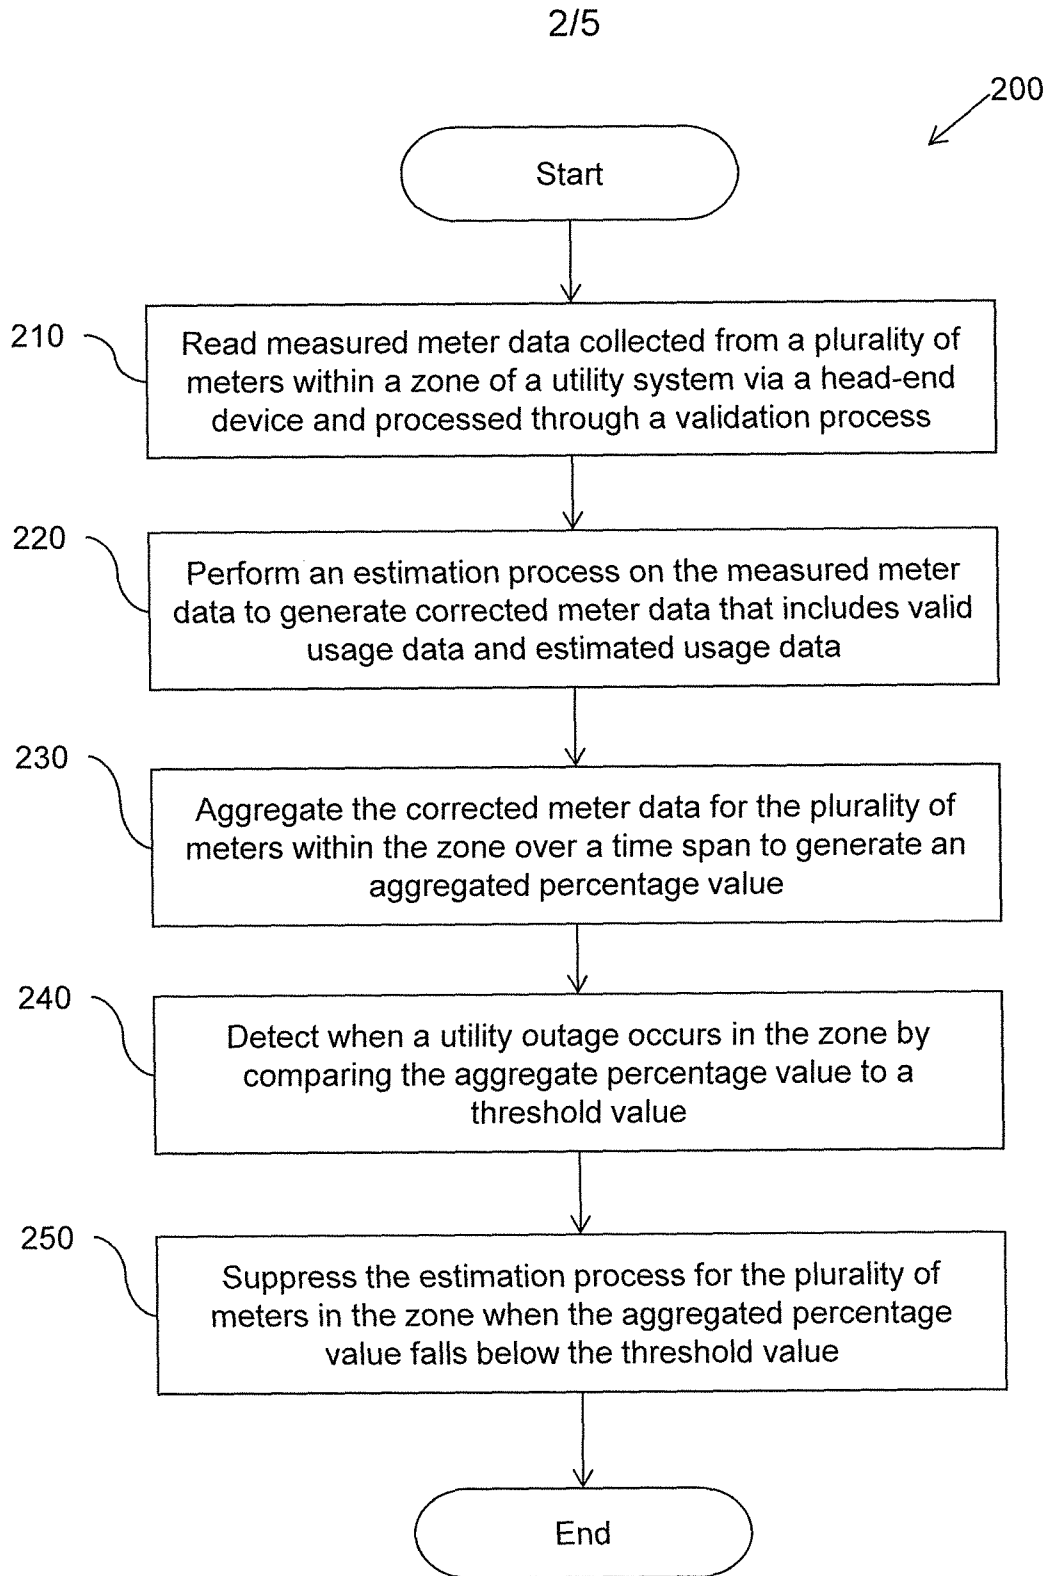 2/5
200
Start
210
Read measured meter data collected from a plurality of
meters within a zone of a utility system via a head-end
device and processed through a validation process
220
Perform an estimation process on the measured meter
data to generate corrected meter data that includes valid
usage data and estimated usage data
230
Aggregate the corrected meter data for the plurality of
meters within the zone over a time span to generate an
aggregated percentage value
240
Detect when a utility outage occurs in the zone by
comparing the aggregate percentage value to a
threshold value
250
Suppress the estimation process for the plurality of
meters in the zone when the aggregated percentage
value falls below the threshold value
End